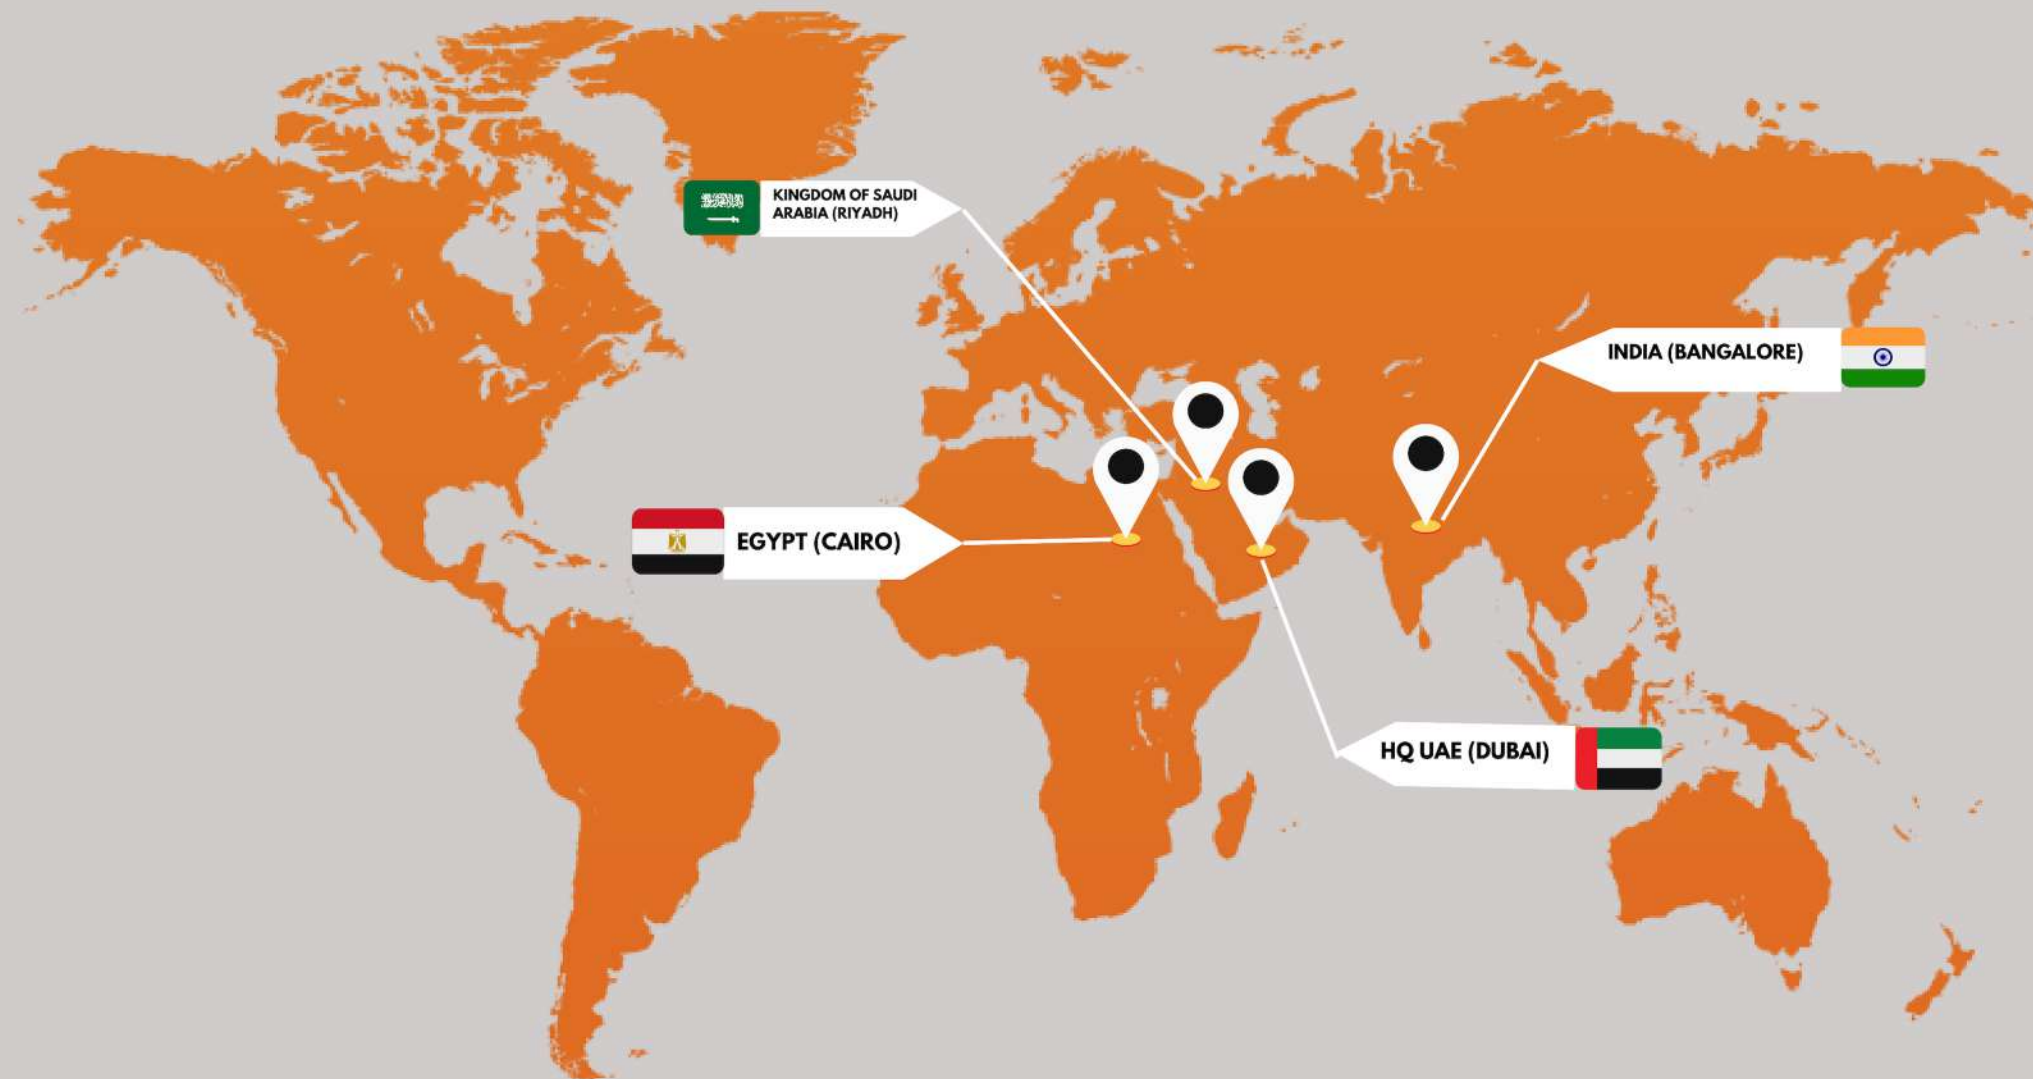 KINGDOM OF SAUDI
ARABIA (RIYADH)
INDIA (BANGALORE)
EGYPT (CAIRO)
HQ UAE (DUBAI)